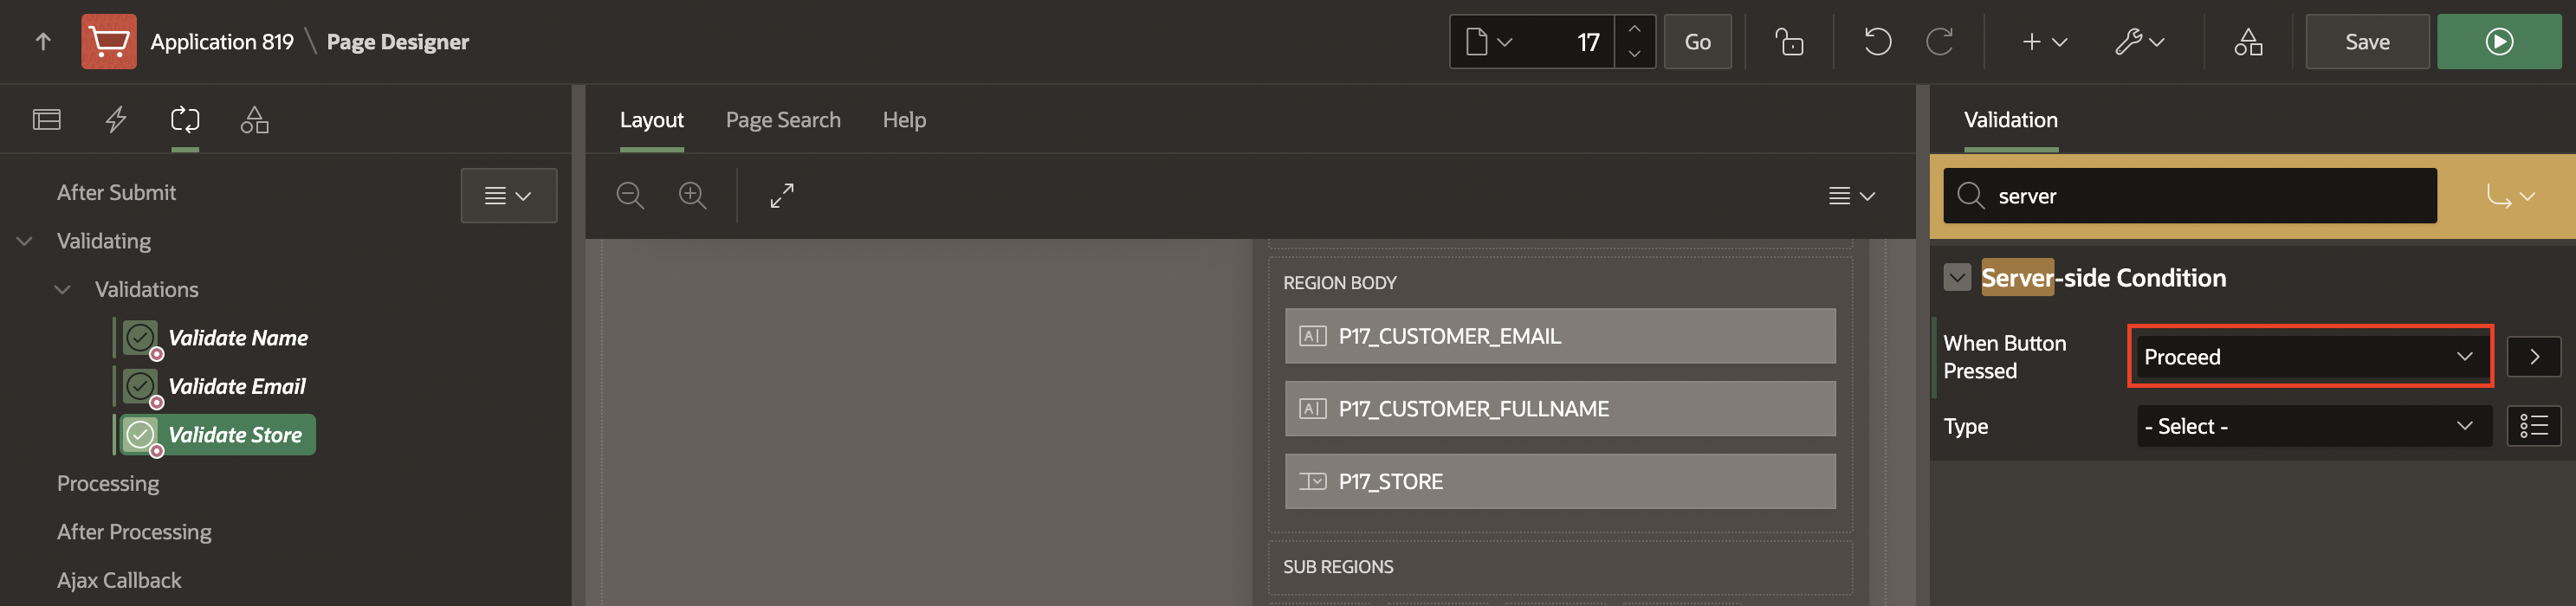 Application 819 \ Page Designer
17
Go
Save
After Submit
Validating
Validations
Validate Name
Validate Email
Validate Store
Processing
After Processing
Ajax Callback
Layout
Page Search
Help
REGION BODY
P17_CUSTOMER_EMAIL
P17_CUSTOMER_FULLNAME
P17_STORE
SUB REGIONS
Validation
server
Server-side Condition
When Button
Pressed
Proceed
Type
- Select -